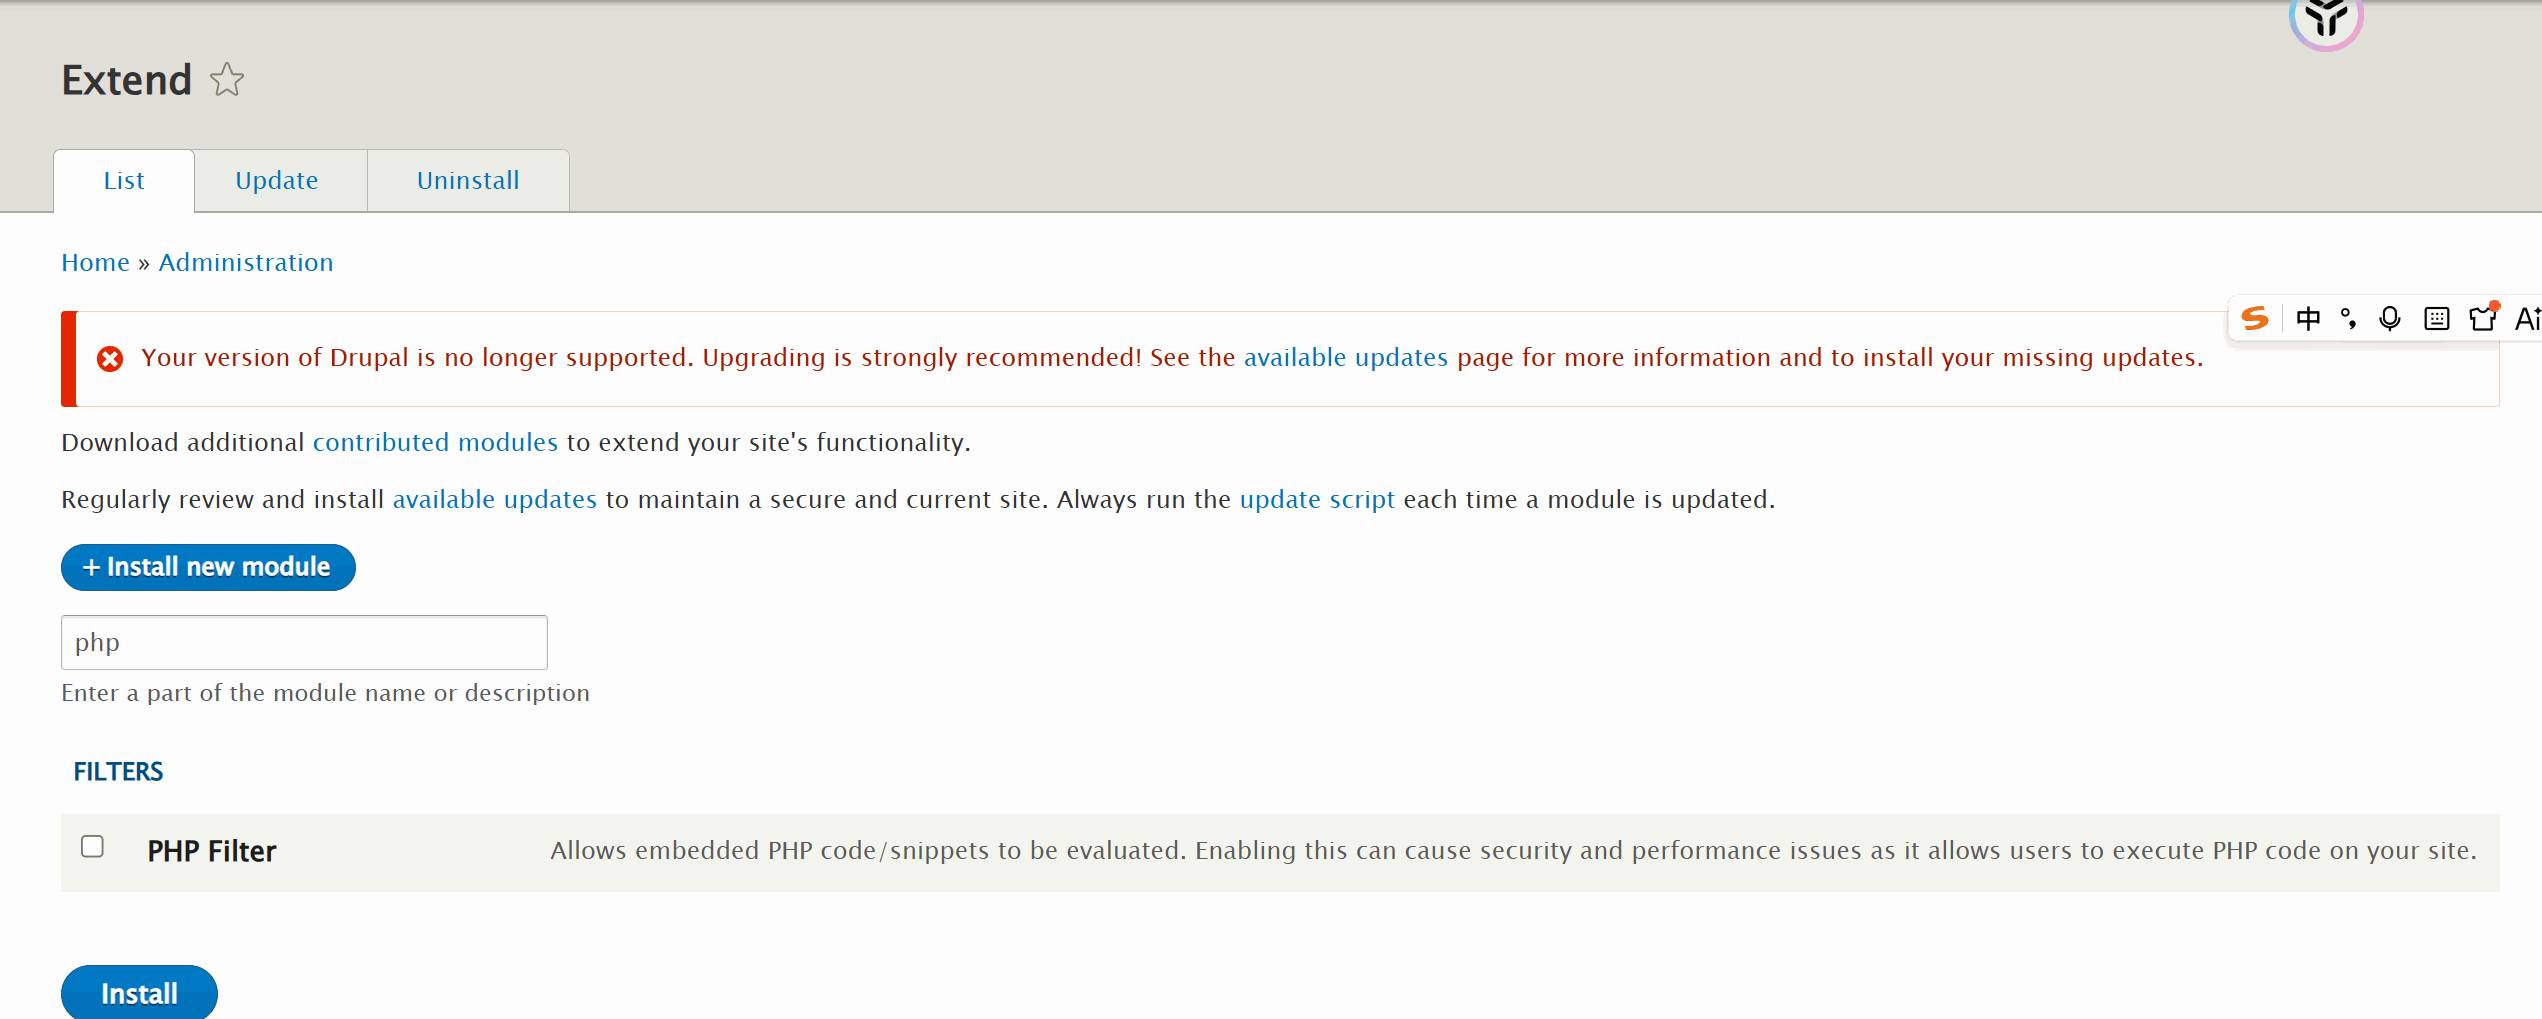 Extend
List
Update
Uninstall
Home » Administration
中 °, Ai
Your version of Drupal is no longer supported. Upgrading is strongly recommended! See the available updates page for more information and to install your missing updates.
Download additional contributed modules to extend your site's functionality.
Regularly review and install available updates to maintain a secure and current site. Always run the update script each time a module is updated.
+ Install new module
php
Enter a part of the module name or description
FILTERS
PHP Filter
Allows embedded PHP code/snippets to be evaluated. Enabling this can cause security and performance issues as it allows users to execute PHP code on your site.
Install